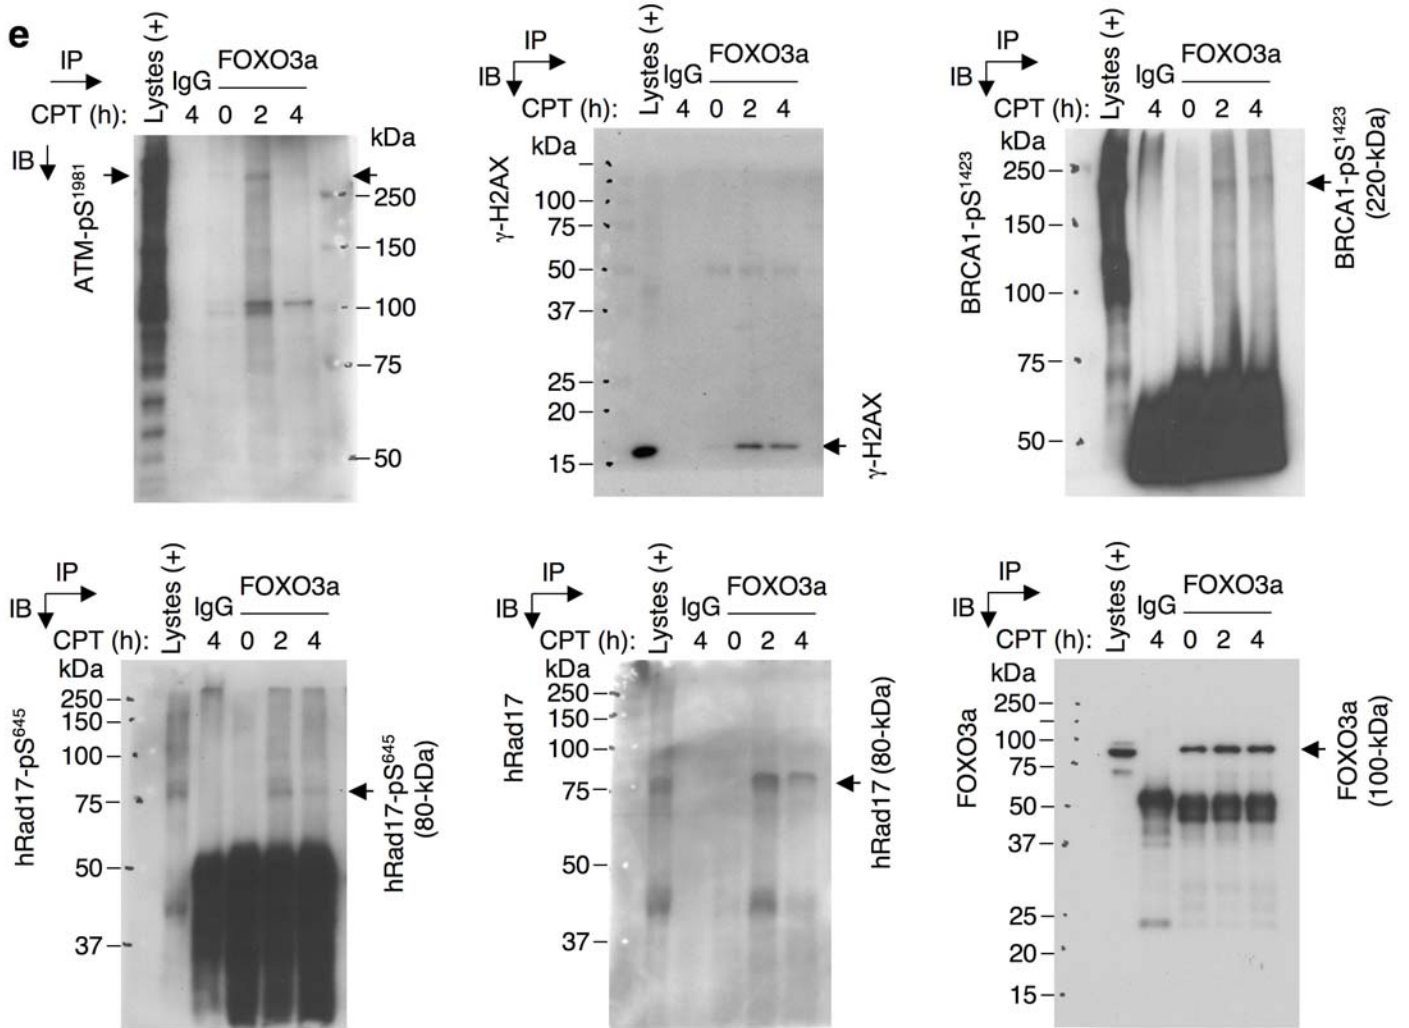 e
IP
IB
Lystes (+)
IgG
FOXO3a
CPT (h): 4 0 2 4
kDa
ATM-pS1981
250
150
100
75
50
IP
IB
Lystes (+)
IgG
FOXO3a
CPT (h): 4 0 2 4
kDa
γ-H2AX
100
75
50
37
25
20
15
γ-H2AX
IP
IB
Lystes (+)
IgG
FOXO3a
CPT (h): 4 0 2 4
kDa
BRCA1-pS1423
250
150
100
75
50
BRCA1-pS1423
(220-kDa)
IP
IB
Lystes (+)
IgG
FOXO3a
CPT (h): 4 0 2 4
kDa
hRad17-pS645
250
150
100
75
50
37
hRad17-pS645
(80-kDa)
IP
IB
Lystes (+)
IgG
FOXO3a
CPT (h): 4 0 2 4
kDa
hRad17
250
150
100
75
50
37
hRad17 (80-kDa)
IP
IB
Lystes (+)
IgG
FOXO3a
CPT (h): 4 0 2 4
kDa
FOXO3a
250
100
75
50
37
25
20
15
FOXO3a
(100-kDa)